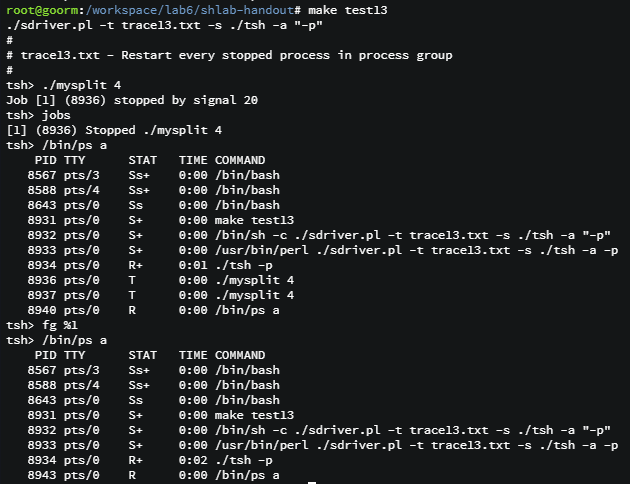 root@goorm:/workspace/lab6/shlab-handout# make test13
./sdriver.pl -t trace13.txt -s ./tsh -a "-p"
#
# trace13.txt - Restart every stopped process in process group
#
tsh> ./mysplit 4
Job [1] (8936) stopped by signal 20
tsh> jobs
[1] (8936) Stopped ./mysplit 4
tsh> /bin/ps a
PID TTY STAT TIME COMMAND
8567 pts/3 Ss+ 0:00 /bin/bash
8588 pts/4 Ss+ 0:00 /bin/bash
8643 pts/0 Ss 0:00 /bin/bash
8931 pts/0 S+ 0:00 make test13
8932 pts/0 S+ 0:00 /bin/sh -c ./sdriver.pl -t trace13.txt -s ./tsh -a "-p"
8933 pts/0 S+ 0:00 /usr/bin/perl ./sdriver.pl -t trace13.txt -s ./tsh -a -p
8934 pts/0 R+ 0:01 ./tsh -p
8936 pts/0 T 0:00 ./mysplit 4
8937 pts/0 T 0:00 ./mysplit 4
8940 pts/0 R 0:00 /bin/ps a
tsh> fg %1
tsh> /bin/ps a
PID TTY STAT TIME COMMAND
8567 pts/3 Ss+ 0:00 /bin/bash
8588 pts/4 Ss+ 0:00 /bin/bash
8643 pts/0 Ss 0:00 /bin/bash
8931 pts/0 S+ 0:00 make test13
8932 pts/0 S+ 0:00 /bin/sh -c ./sdriver.pl -t trace13.txt -s ./tsh -a "-p"
8933 pts/0 S+ 0:00 /usr/bin/perl ./sdriver.pl -t trace13.txt -s ./tsh -a -p
8934 pts/0 R+ 0:02 ./tsh -p
8943 pts/0 R 0:00 /bin/ps a